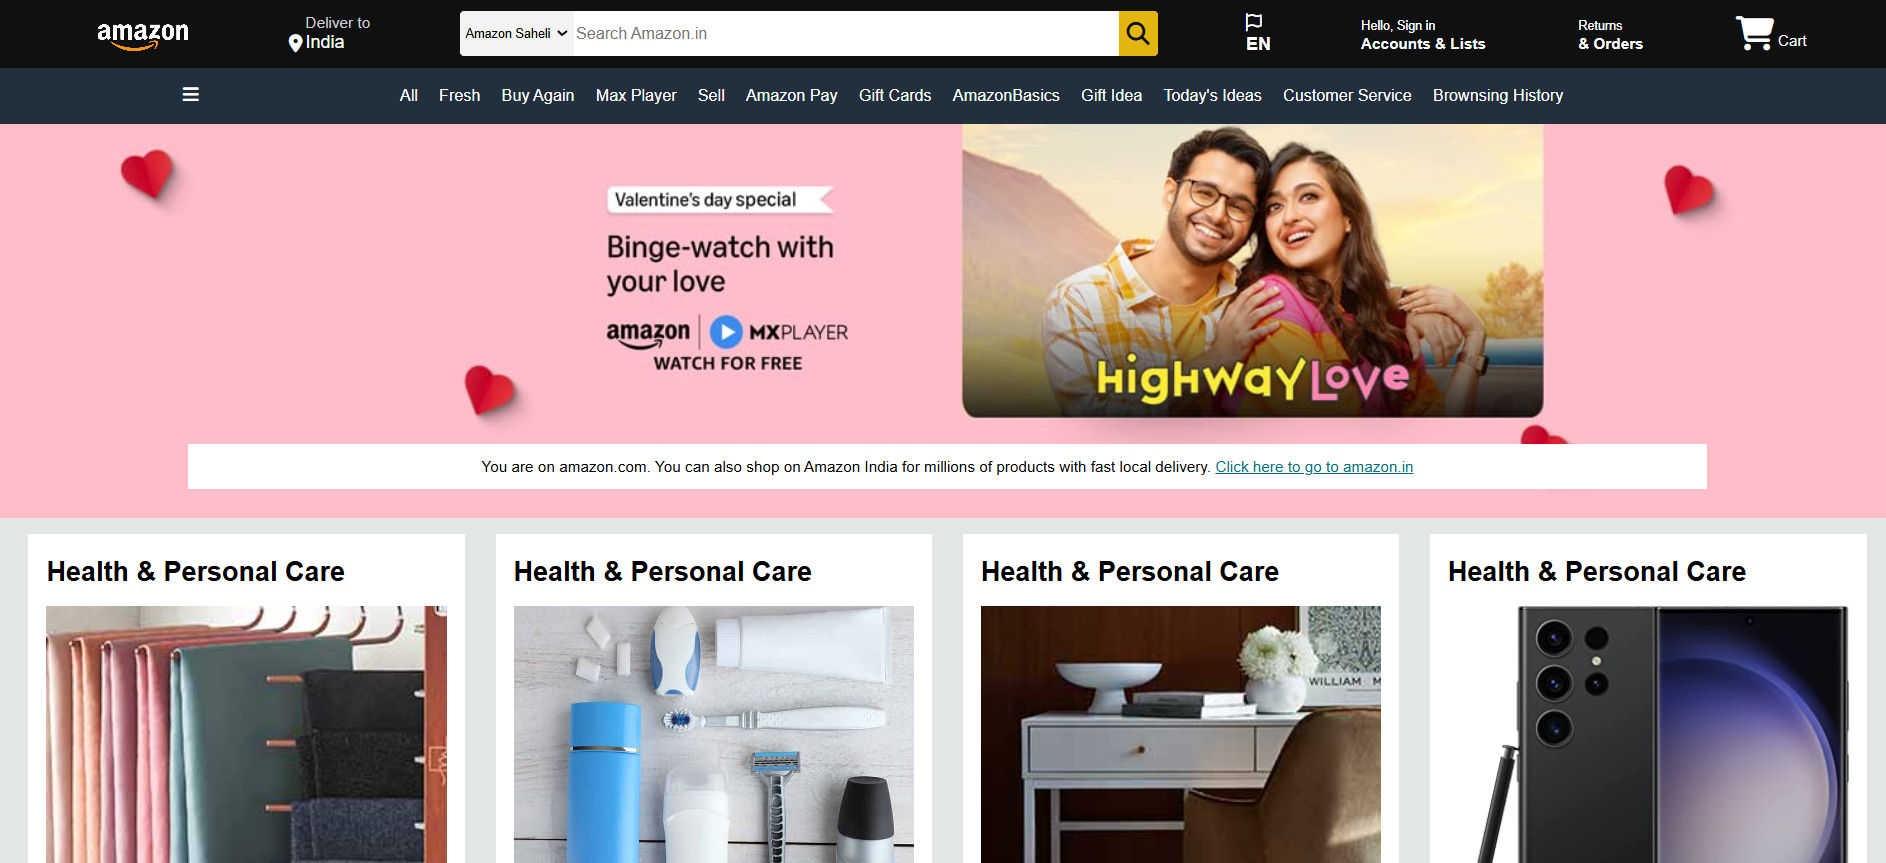 amazon
Deliver to
India
Amazon Saheli
Search Amazon.in
EN
Hello, Sign in
Accounts & Lists
Returns
& Orders
Cart
All Fresh Buy Again Max Player Sell Amazon Pay Gift Cards AmazonBasics Gift Idea Today's Ideas Customer Service Brownsing History
Valentine's day special
Binge-watch with
your love
amazon | MXPLAYER
WATCH FOR FREE
HighwayLove
You are on amazon.com. You can also shop on Amazon India for millions of products with fast local delivery. Click here to go to amazon.in
Health & Personal Care
Health & Personal Care
Health & Personal Care
Health & Personal Care
WILLIAM M